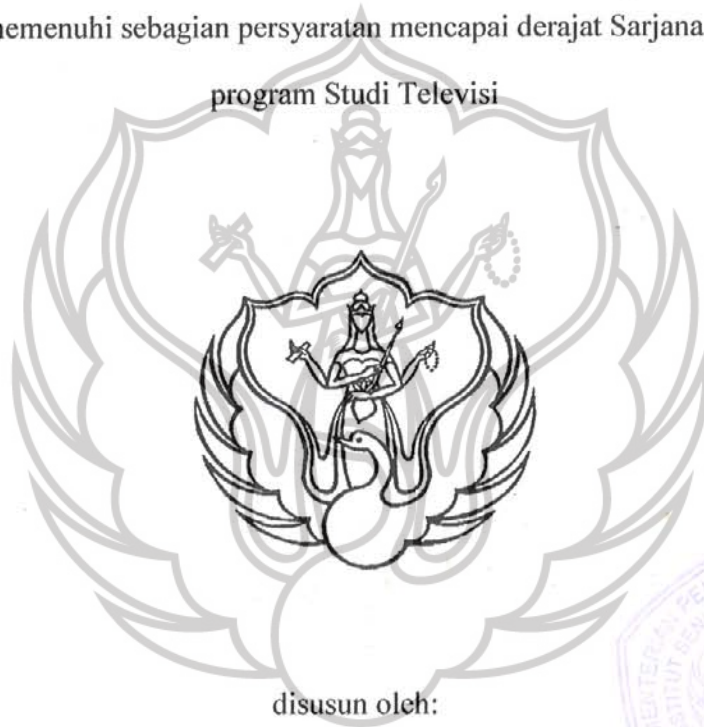 memenuhi sebagian persyaratan mencapai derajat Sarjana
program Studi Televisi
disusun oleh: